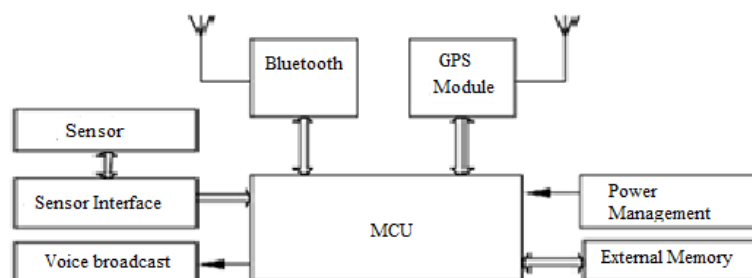 Bluetooth
GPS
Module
Sensor
Sensor Interface
MCU
Power
Management
Voice broadcast
External Memory